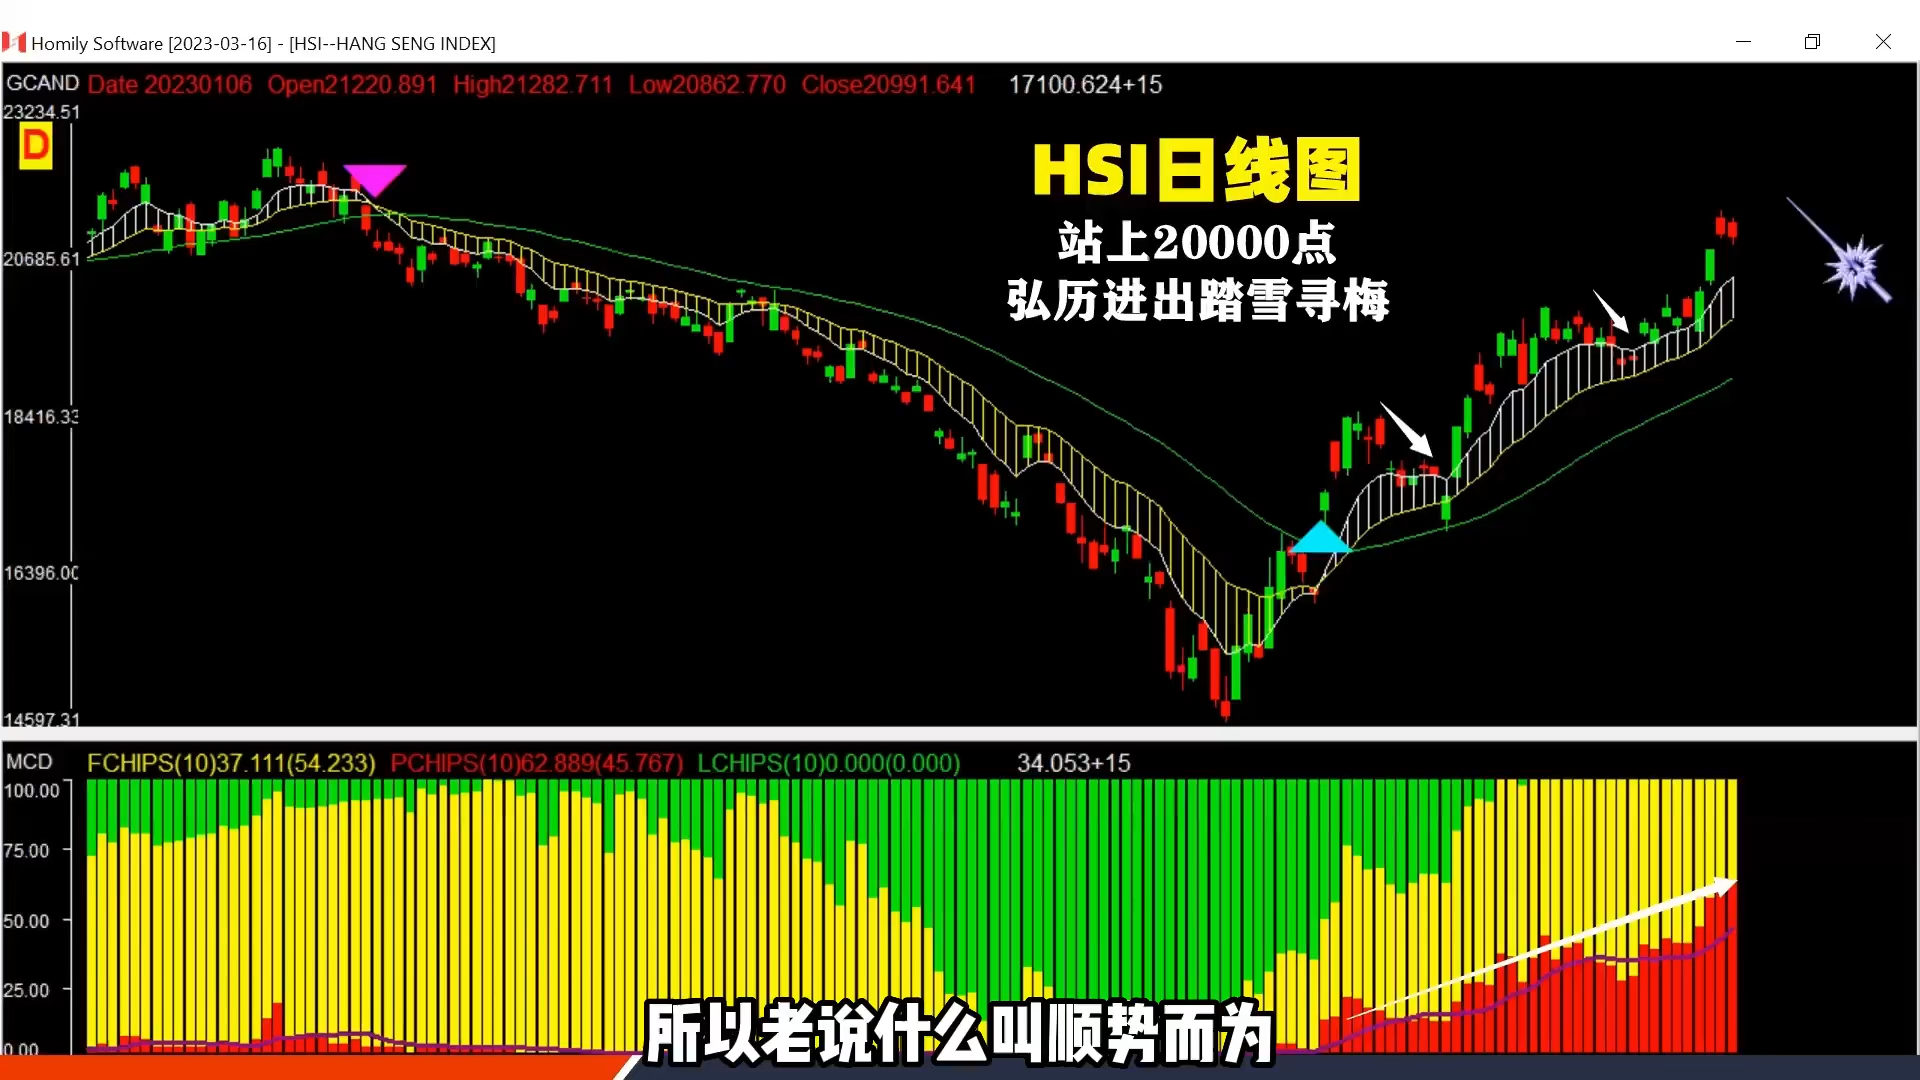 Homily Software [2023-03-16] - [HSI--HANG SENG INDEX]
GCAND Date 20230106 Open21220.891 High21282.711 Low20862.770 Close20991.641 17100.624+15
23234.51
D
HSI日线图
站上20000点
20685.61
弘历进出踏雪寻梅
18416.33
16396.00
14597.31
MCD FCHIPS(10)37.111(54.233) PCHIPS(10)62.889(45.767) LCHIPS(10)0.000(0.000) 34.053+15
100.00
75.00
50.00
25.00
0.00
所以老说什么叫顺势而为